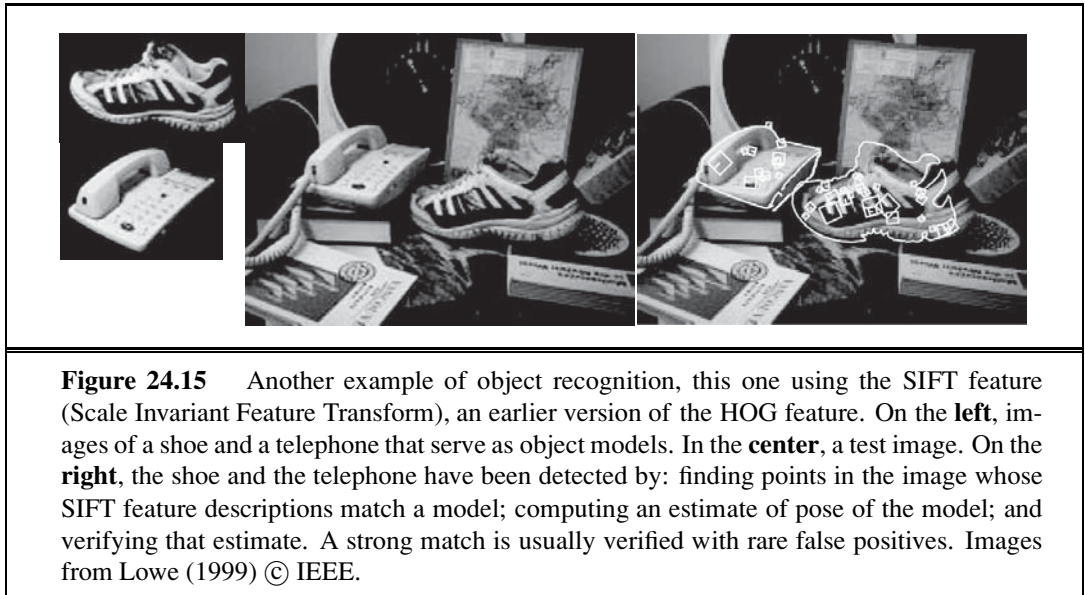 Figure 24.15 Another example of object recognition, this one using the SIFT feature
(Scale Invariant Feature Transform), an earlier version of the HOG feature. On the left, im-
ages of a shoe and a telephone that serve as object models. In the center, a test image. On the
right, the shoe and the telephone have been detected by: finding points in the image whose
SIFT feature descriptions match a model; computing an estimate of pose of the model; and
verifying that estimate. A strong match is usually verified with rare false positives. Images
from Lowe (1999) © IEEE.